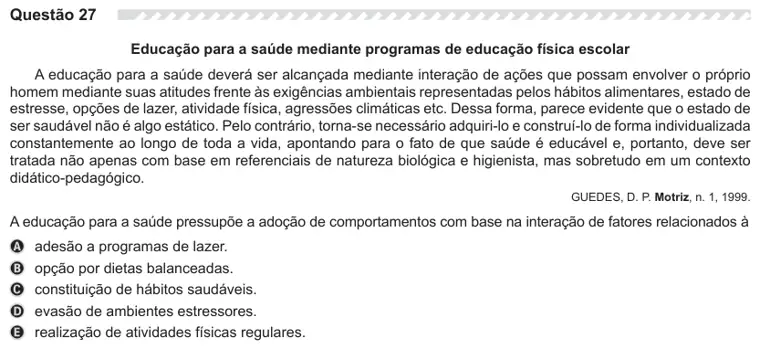 Questão 27
Educação para a saúde mediante programas de educação física escolar
A educação para a saúde deverá ser alcançada mediante interação de ações que possam envolver o próprio
homem mediante suas atitudes frente às exigências ambientais representadas pelos hábitos alimentares, estado de
estresse, opções de lazer, atividade física, agressões climáticas etc. Dessa forma, parece evidente que o estado de
ser saudável não é algo estático. Pelo contrário, torna-se necessário adquiri-lo e construí-lo de forma individualizada
constantemente ao longo de toda a vida, apontando para o fato de que saúde é educável e, portanto, deve ser
tratada não apenas com base em referenciais de natureza biológica e higienista, mas sobretudo em um contexto
didático-pedagógico.
GUEDES, D. P. Motriz, n. 1, 1999.
A educação para a saúde pressupõe a adoção de comportamentos com base na interação de fatores relacionados à
A adesão a programas de lazer.
B opção por dietas balanceadas.
C constituição de hábitos saudáveis.
D evasão de ambientes estressores.
E realização de atividades físicas regulares.